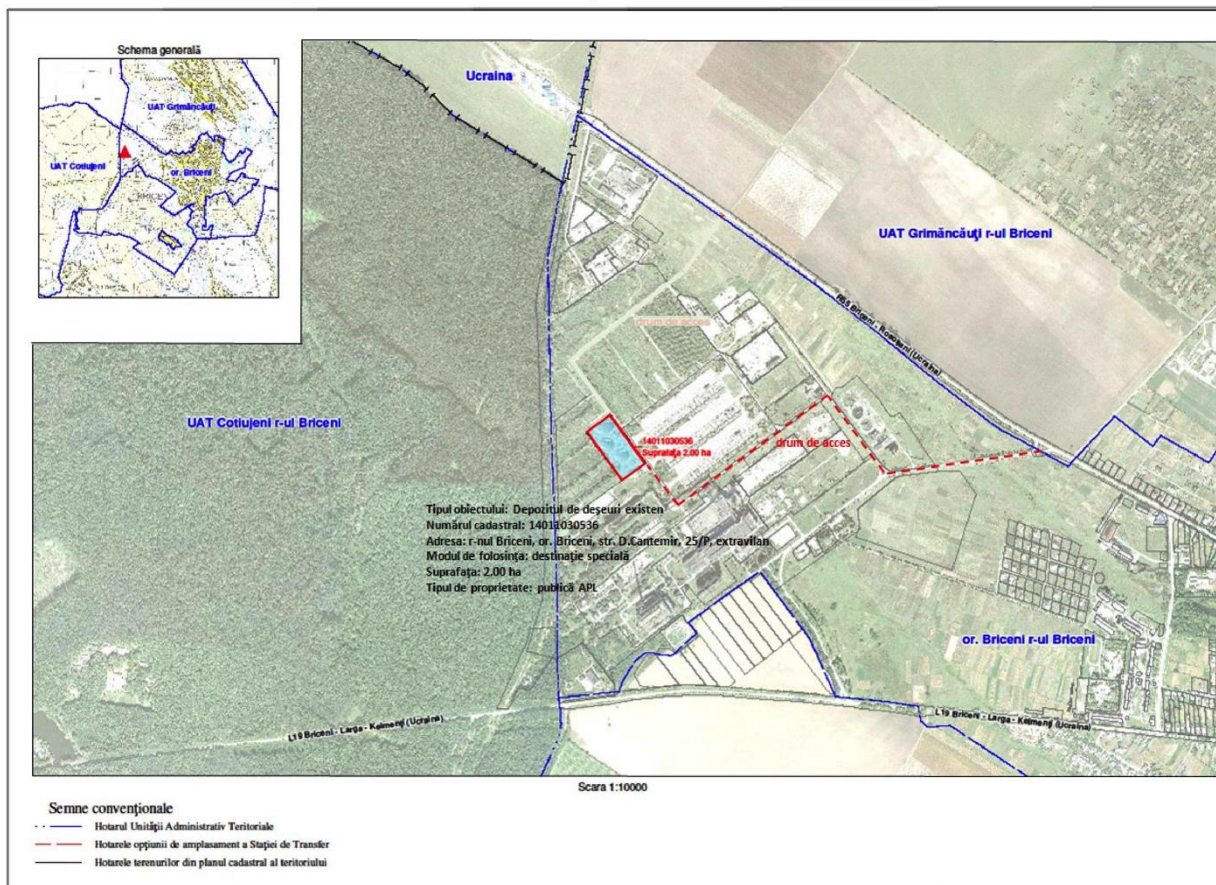 Schema generală
UAT Grimăncăuţi
UAT Cotiujeni
or. Briceni
Ucraina
UAT Grimăncăuţi r-ul Briceni
drum de acces
UAT Cotiujeni r-ul Briceni
14011030536
Suprafaţa 2.00 ha
drum de acces
Tipul obiectului: Depozitul de deșeuri existen
Numărul cadastral: 14011030536
Adresa: r-nul Briceni, or. Briceni, str. D.Cantemir, 25/P, extravilan
Modul de folosința: destinație specială
Suprafața: 2.00 ha
Tipul de proprietate: publică APL
or. Briceni r-ul Briceni
L19 Briceni - Larga - Kelmenţi (Ucraina)
L19 Briceni - Larga - Kelmenţi (Ucraina)
Scara 1:10000
Semne convenţionale
Hotarul Unităţii Administrativ Teritoriale
Hotarele opţiunii de amplasament a Staţiei de Transfer
Hotarele terenurilor din planul cadastral al teritoriului